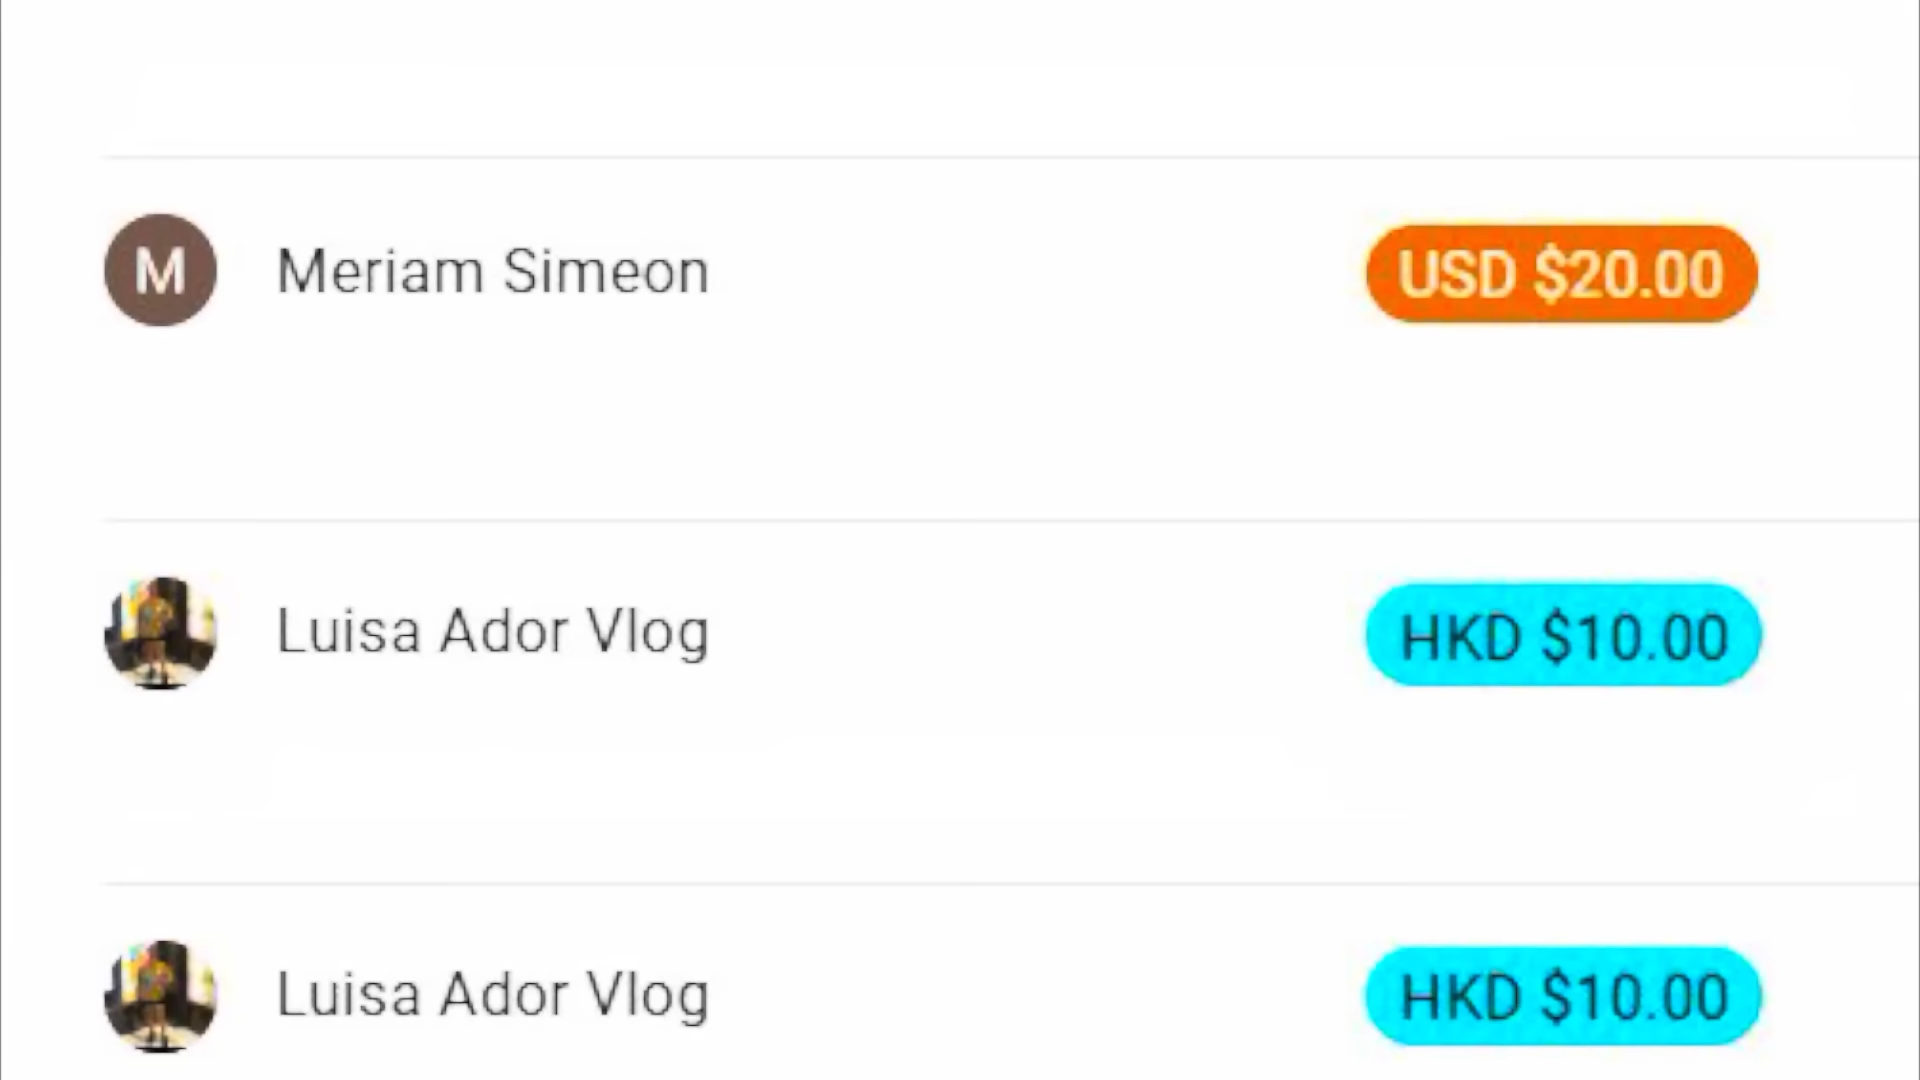 M Meriam Simeon USD $20.00
Luisa Ador Vlog HKD $10.00
Luisa Ador Vlog HKD $10.00